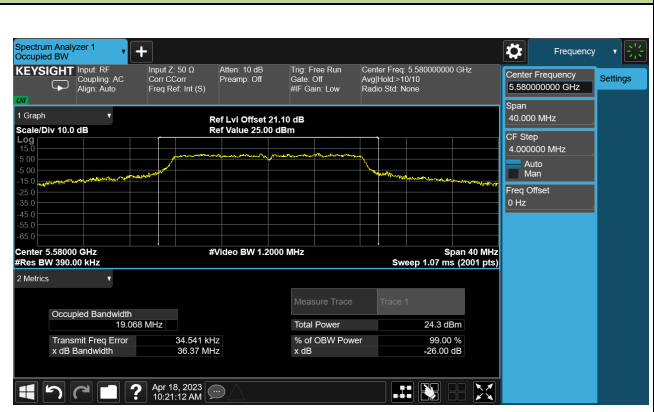 Spectrum Analyzer 1
Occupied BW
Frequency
KEYSIGHT
Input: RF
Coupling: AC
Align: Auto
Input Z: 50 Ω
Corr CCorr
Freq Ref: Int (S)
Atten: 10 dB
Preamp: Off
Trig: Free Run
Gate: Off
#IF Gain: Low
Center Freq: 5.580000000 GHz
Avg|Hold:>10/10
Radio Std: None
LXI
Center Frequency
5.580000000 GHz
Settings
Span
40.000 MHz
CF Step
4.000000 MHz
Auto
Man
Freq Offset
0 Hz
1 Graph
Scale/Div 10.0 dB
Ref Lvl Offset 21.10 dB
Ref Value 25.00 dBm
Log
15.0
5.00
-5.00
-15.0
-25.0
-35.0
-45.0
-55.0
-65.0
Center 5.58000 GHz
#Video BW 1.2000 MHz
Span 40 MHz
#Res BW 390.00 kHz
Sweep 1.07 ms (2001 pts)
2 Metrics
Measure Trace
Trace 1
Occupied Bandwidth
19.068 MHz
Total Power
24.3 dBm
Transmit Freq Error
34.541 kHz
% of OBW Power
99.00 %
x dB Bandwidth
36.37 MHz
x dB
-26.00 dB
?
Apr 18, 2023
10:21:12 AM